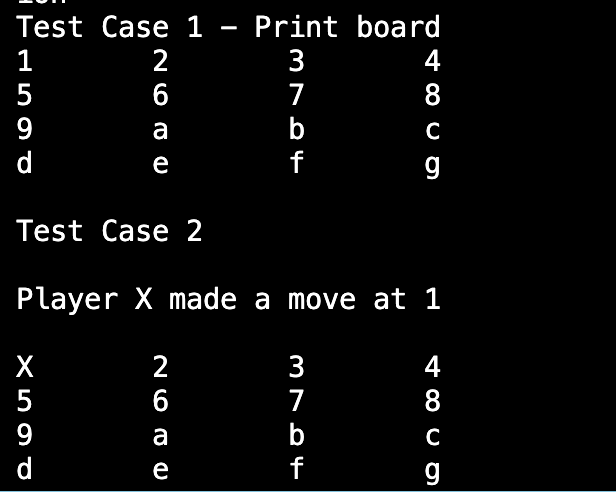 Test Case 1 – Print board
1 2 3 4
5 6 7 8
9 a b c
d e f g
Test Case 2
Player X made a move at 1
X 2 3 4
5 6 7 8
9 a b c
d e f g